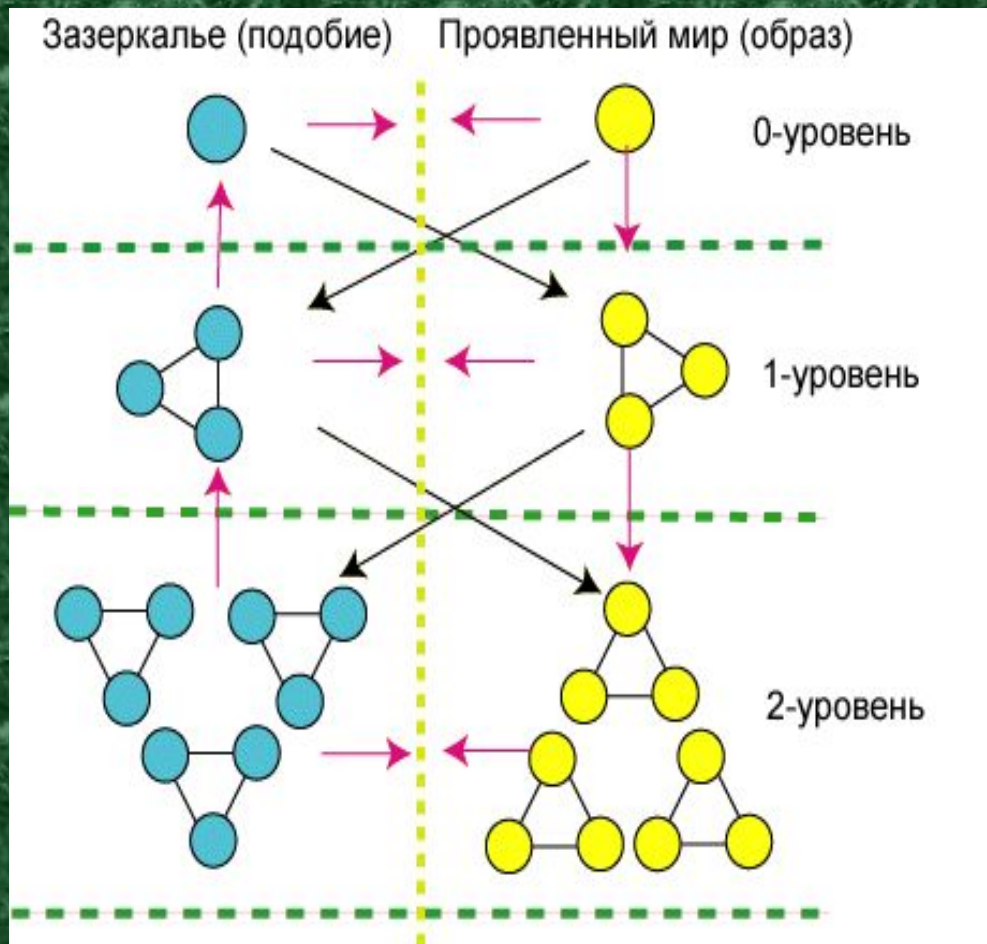 Зазеркалье (подобие) Проявленный мир (образ)
0-уровень
1-уровень
2-уровень